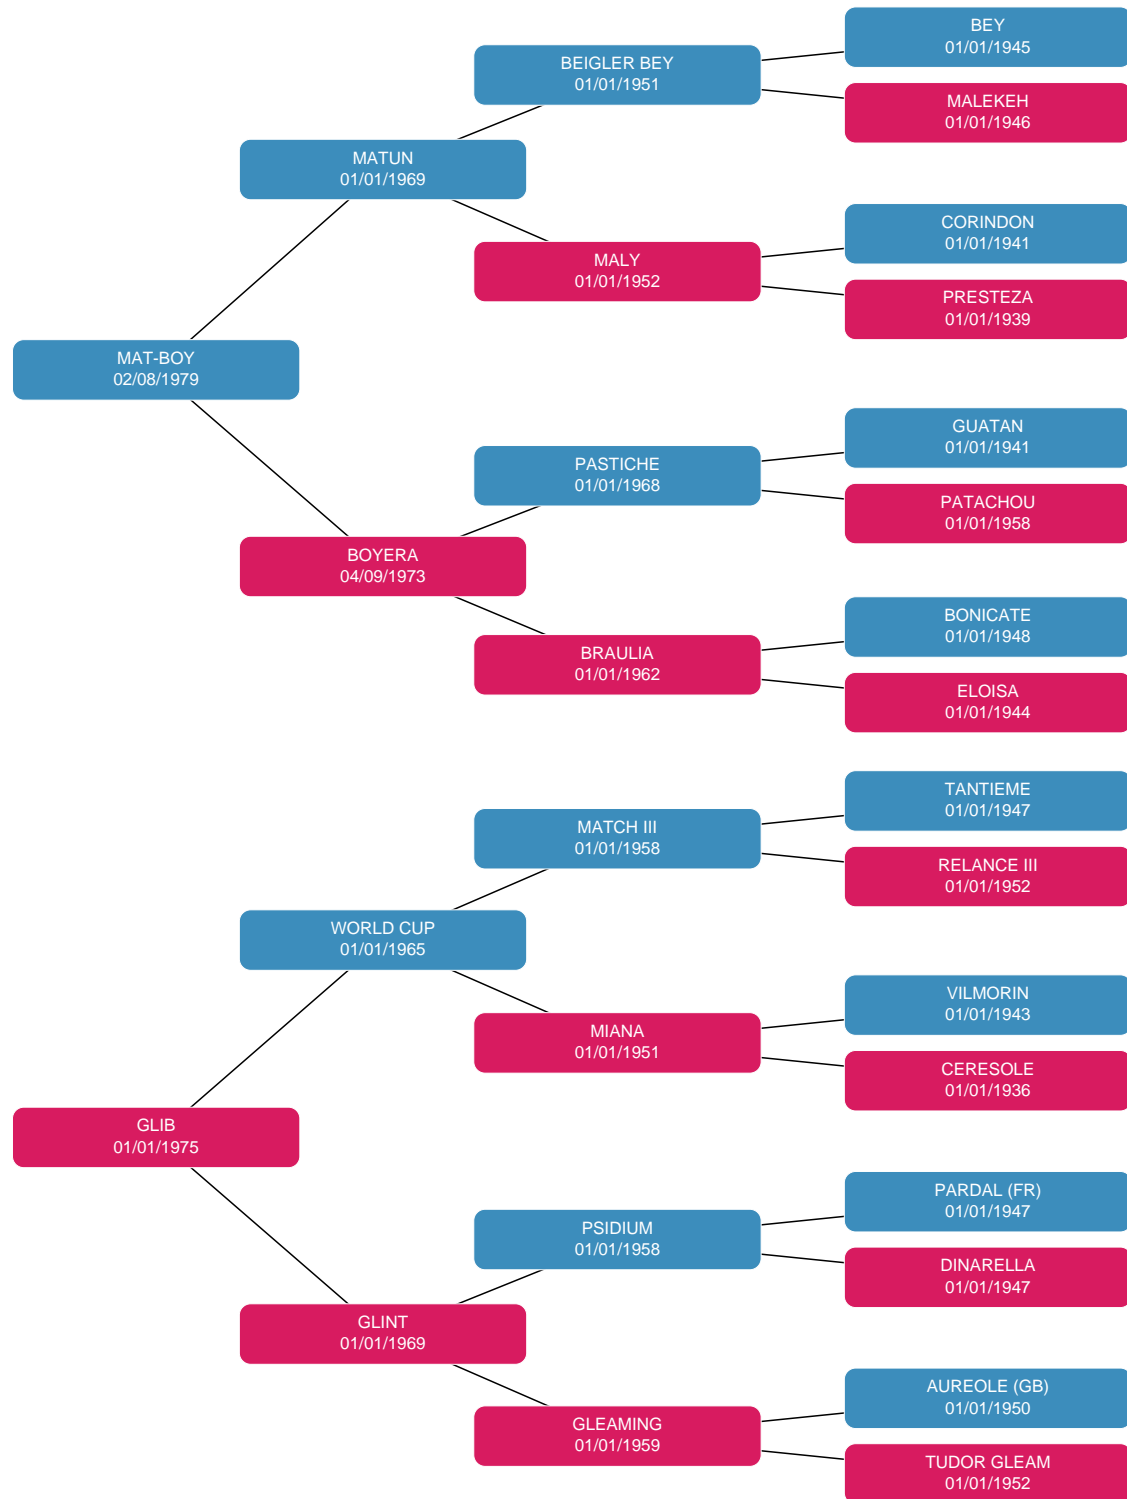 BEY
01/01/1945
BEIGLER BEY
01/01/1951
MALEKEH
01/01/1946
MATUN
01/01/1969
CORINDON
01/01/1941
MALY
01/01/1952
PRESTEZA
01/01/1939
MAT-BOY
02/08/1979
GUATAN
01/01/1941
PASTICHE
01/01/1968
PATACHOU
01/01/1958
BOYERA
04/09/1973
BONICATE
01/01/1948
BRAULIA
01/01/1962
ELOISA
01/01/1944
TANTIEME
01/01/1947
MATCH III
01/01/1958
RELANCE III
01/01/1952
WORLD CUP
01/01/1965
VILMORIN
01/01/1943
MIANA
01/01/1951
CERESOLE
01/01/1936
GLIB
01/01/1975
PARDAL (FR)
01/01/1947
PSIDIUM
01/01/1958
DINARELLA
01/01/1947
GLINT
01/01/1969
AUREOLE (GB)
01/01/1950
GLEAMING
01/01/1959
TUDOR GLEAM
01/01/1952